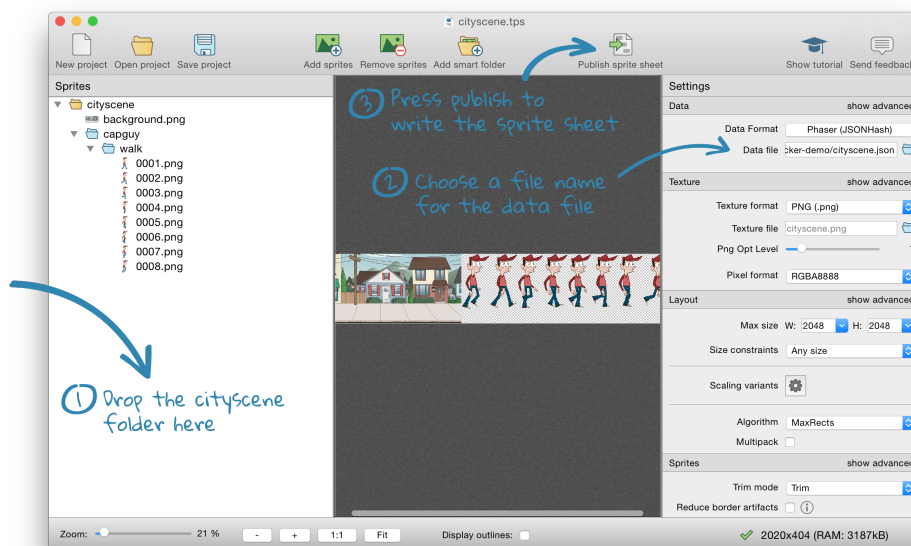 cityscene.tps
New project Open project Save project Add sprites Remove sprites Add smart folder Publish sprite sheet Show tutorial Send feedback
Sprites
cityscene
background.png
capguy
walk
0001.png
0002.png
0003.png
0004.png
0005.png
0006.png
0007.png
0008.png
1 Drop the cityscene
folder here
3 Press publish to
write the sprite sheet
2 Choose a file name
for the data file
Settings
Data show advanced
Data Format Phaser (JSONHash)
Data file cker-demo/cityscene.json
Texture show advanced
Texture format PNG (.png)
Texture file cityscene.png
Png Opt Level
Pixel format RGBA8888
Layout show advanced
Max size W: 2048 H: 2048
Size constraints Any size
Scaling variants
Algorithm MaxRects
Multipack
Sprites show advanced
Trim mode Trim
Reduce border artifacts
Zoom: 21 % - + 1:1 Fit Display outlines: 2020x404 (RAM: 3187kB)